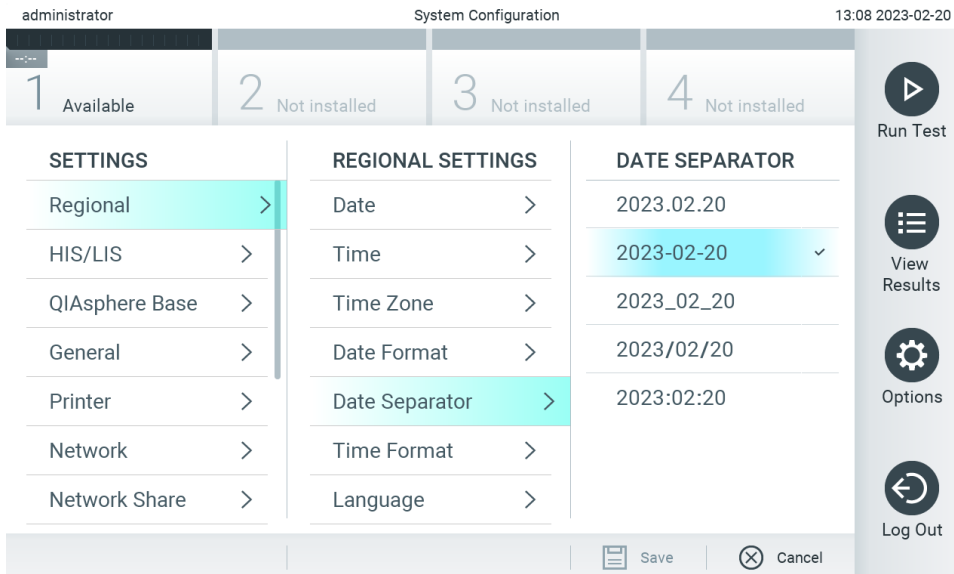 administrator
System Configuration
13:08 2023-02-20
--:--
1 Available
2 Not installed
3 Not installed
4 Not installed
Run Test
View
Results
Options
Log Out
SETTINGS
Regional
HIS/LIS
QIAsphere Base
General
Printer
Network
Network Share
REGIONAL SETTINGS
Date
Time
Time Zone
Date Format
Date Separator
Time Format
Language
DATE SEPARATOR
2023.02.20
2023-02-20
2023_02_20
2023/02/20
2023:02:20
Save
Cancel